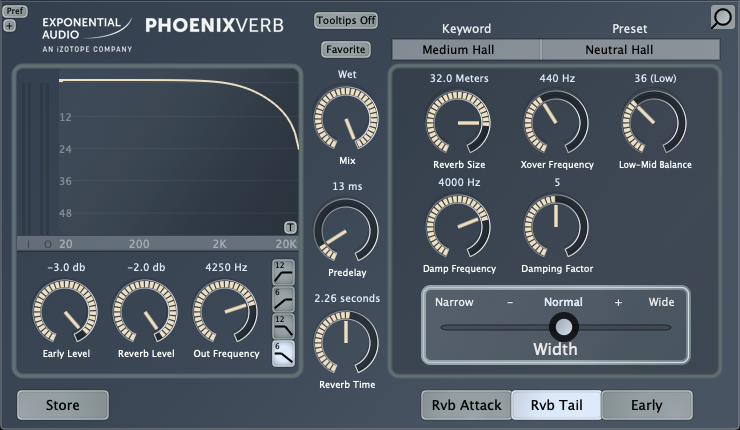 Pref
+
EXPONENTIAL
AUDIO
AN iZOTOPE COMPANY
PHOENIXVERB
Tooltips Off
Favorite
Keyword
Preset
Medium Hall
Neutral Hall
12
24
36
48
I O 20 200 2K 20K
T
Wet
Mix
13 ms
Predelay
2.26 seconds
Reverb Time
32.0 Meters
Reverb Size
440 Hz
Xover Frequency
36 (Low)
Low-Mid Balance
4000 Hz
Damp Frequency
5
Damping Factor
-3.0 db
Early Level
-2.0 db
Reverb Level
4250 Hz
Out Frequency
12
6
12
6
Narrow - Normal + Wide
Width
Store
Rvb Attack
Rvb Tail
Early